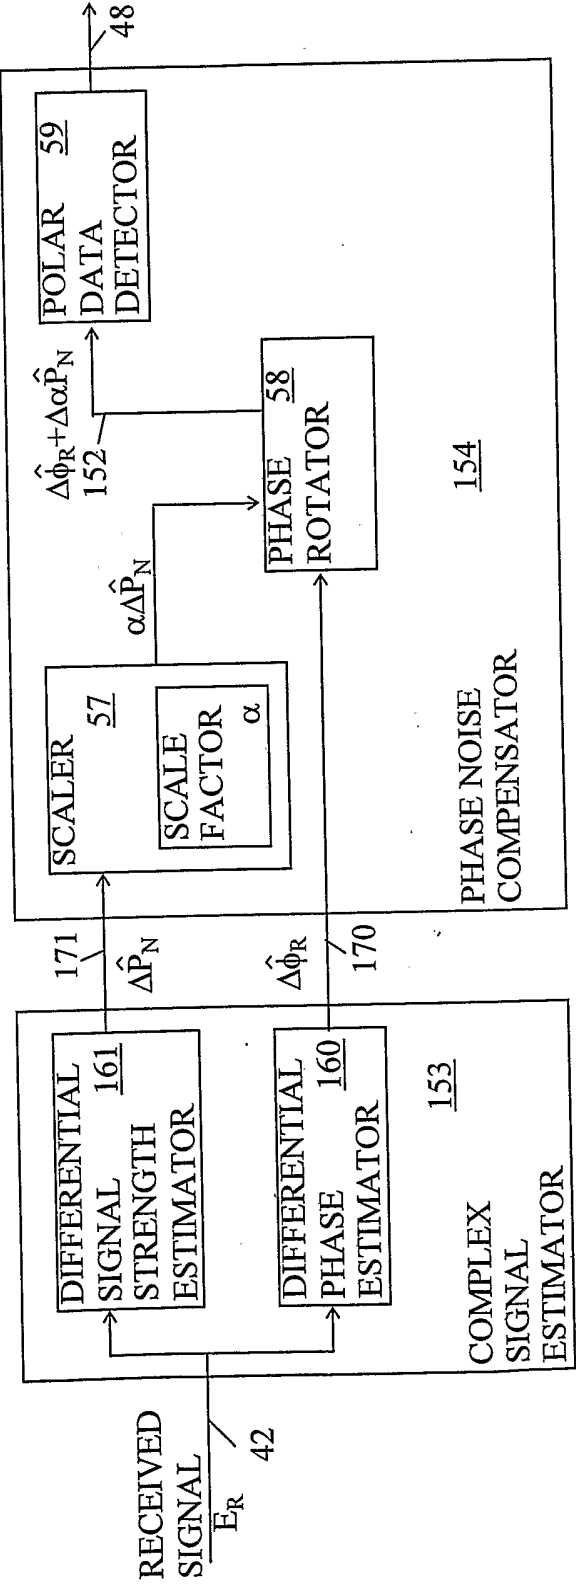 RECEIVED
SIGNAL
E_R
42
DIFFERENTIAL
SIGNAL 161
STRENGTH
ESTIMATOR
DIFFERENTIAL
PHASE 160
ESTIMATOR
153
COMPLEX
SIGNAL
ESTIMATOR
171
ΔP̂_N
Δϕ̂_R
170
SCALER
57
SCALE
FACTOR
α
αΔP̂_N
PHASE 58
ROTATOR
Δϕ̂_R+ΔαP̂_N
152
POLAR 59
DATA
DETECTOR
48
154
PHASE NOISE
COMPENSATOR